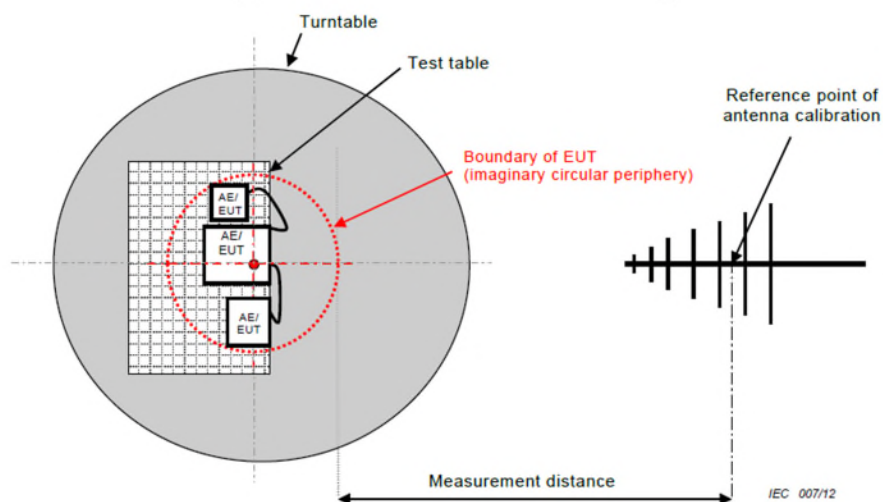 Turntable
Test table
Reference point of
antenna calibration
Boundary of EUT
(imaginary circular periphery)
AE/
EUT
AE/
EUT
AE/
EUT
Measurement distance
IEC 007/12